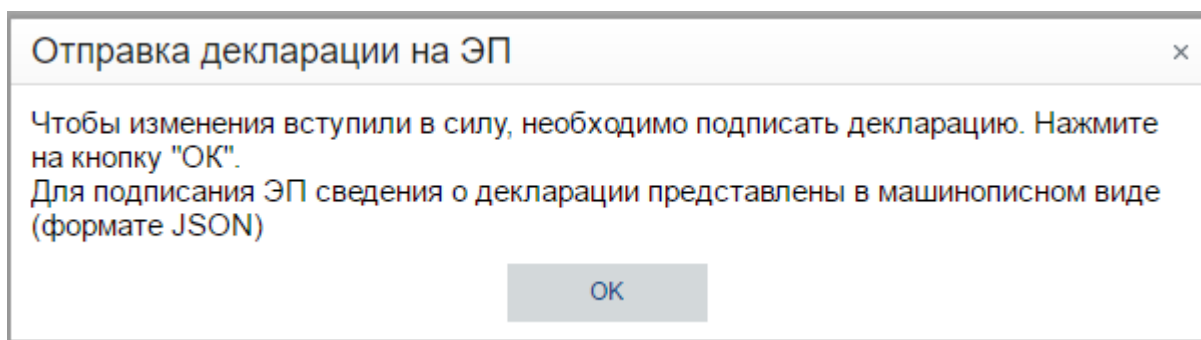 Отправка декларации на ЭП
Чтобы изменения вступили в силу, необходимо подписать декларацию. Нажмите
на кнопку "ОК".
Для подписания ЭП сведения о декларации представлены в машинописном виде
(формате JSON)
ОК